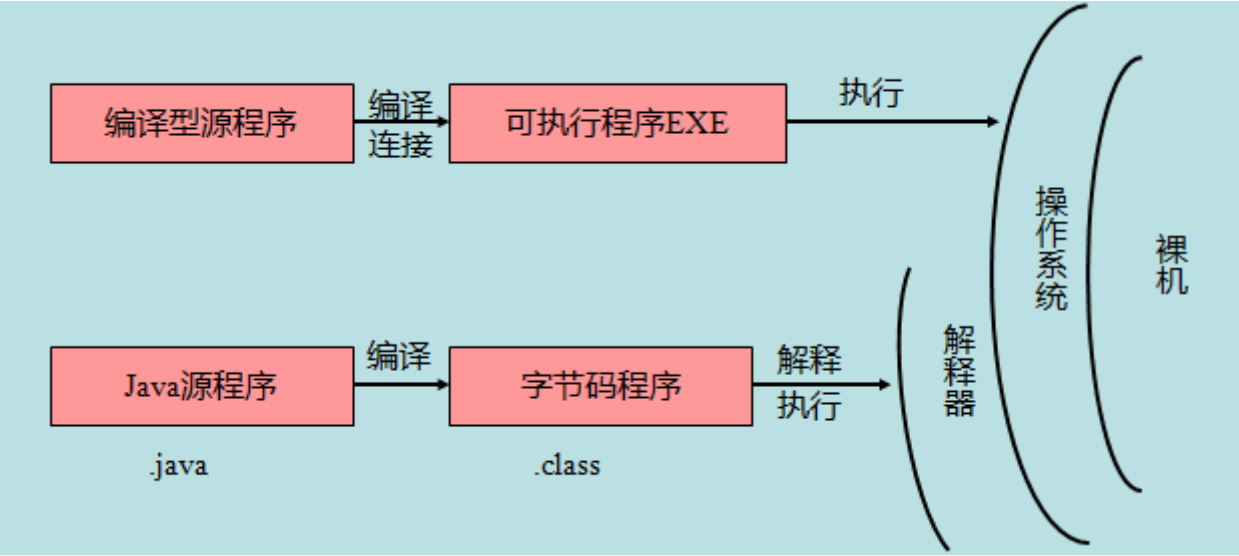 编译型源程序
编译
连接
可执行程序EXE
执行
操作系统
裸机
Java源程序
编译
字节码程序
解释
执行
解释器
.java
.class